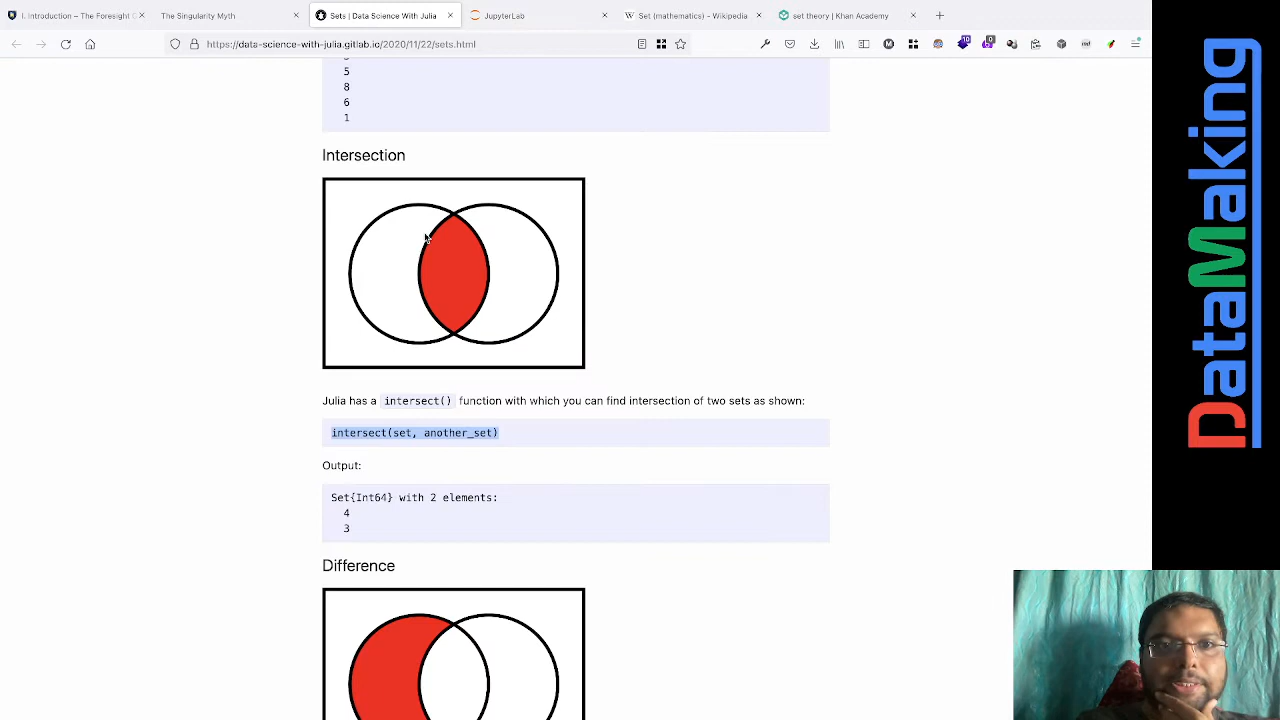 I. Introduction – The Foresight
The Singularity Myth
Sets | Data Science With Julia
JupyterLab
Set (mathematics) - Wikipedia
set theory | Khan Academy
https://data-science-with-julia.gitlab.io/2020/11/22/sets.html
10
0
5
8
6
1
Intersection
Julia has a intersect() function with which you can find intersection of two sets as shown:
intersect(set, another_set)
Output:
Set{Int64} with 2 elements:
4
3
Difference
DataMaking